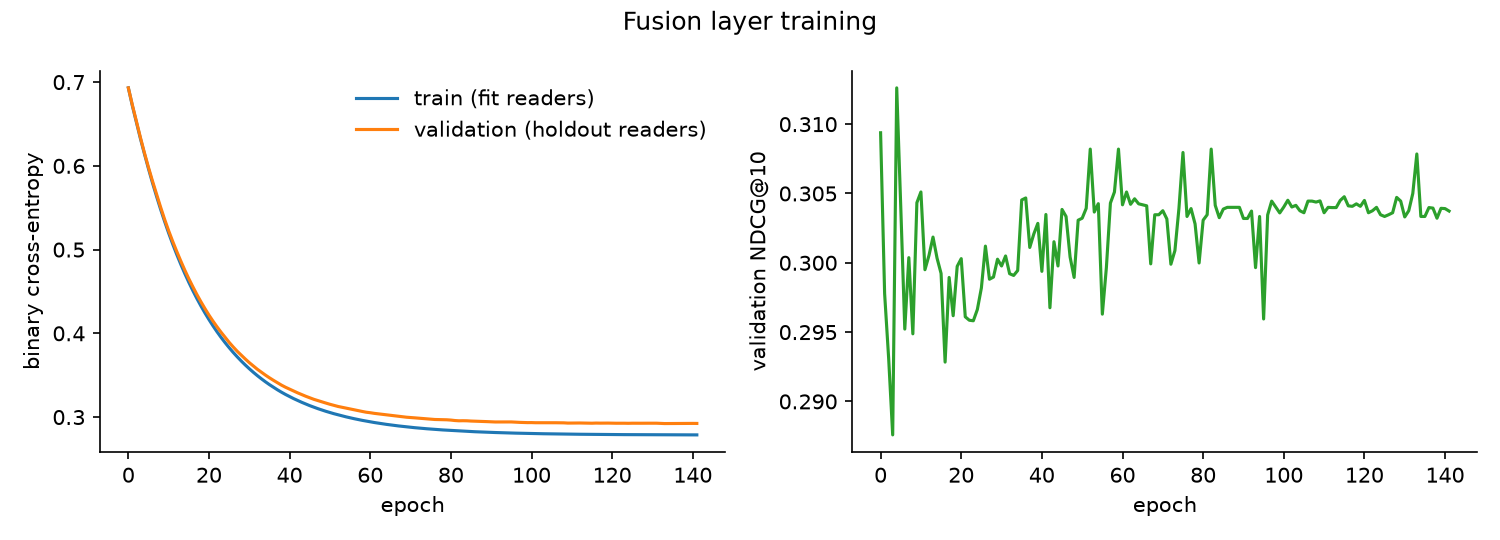 Fusion layer training
binary cross-entropy
0.7
0.6
0.5
0.4
0.3
train (fit readers)
validation (holdout readers)
0 20 40 60 80 100 120 140
epoch
validation NDCG@10
0.310
0.305
0.300
0.295
0.290
0 20 40 60 80 100 120 140
epoch